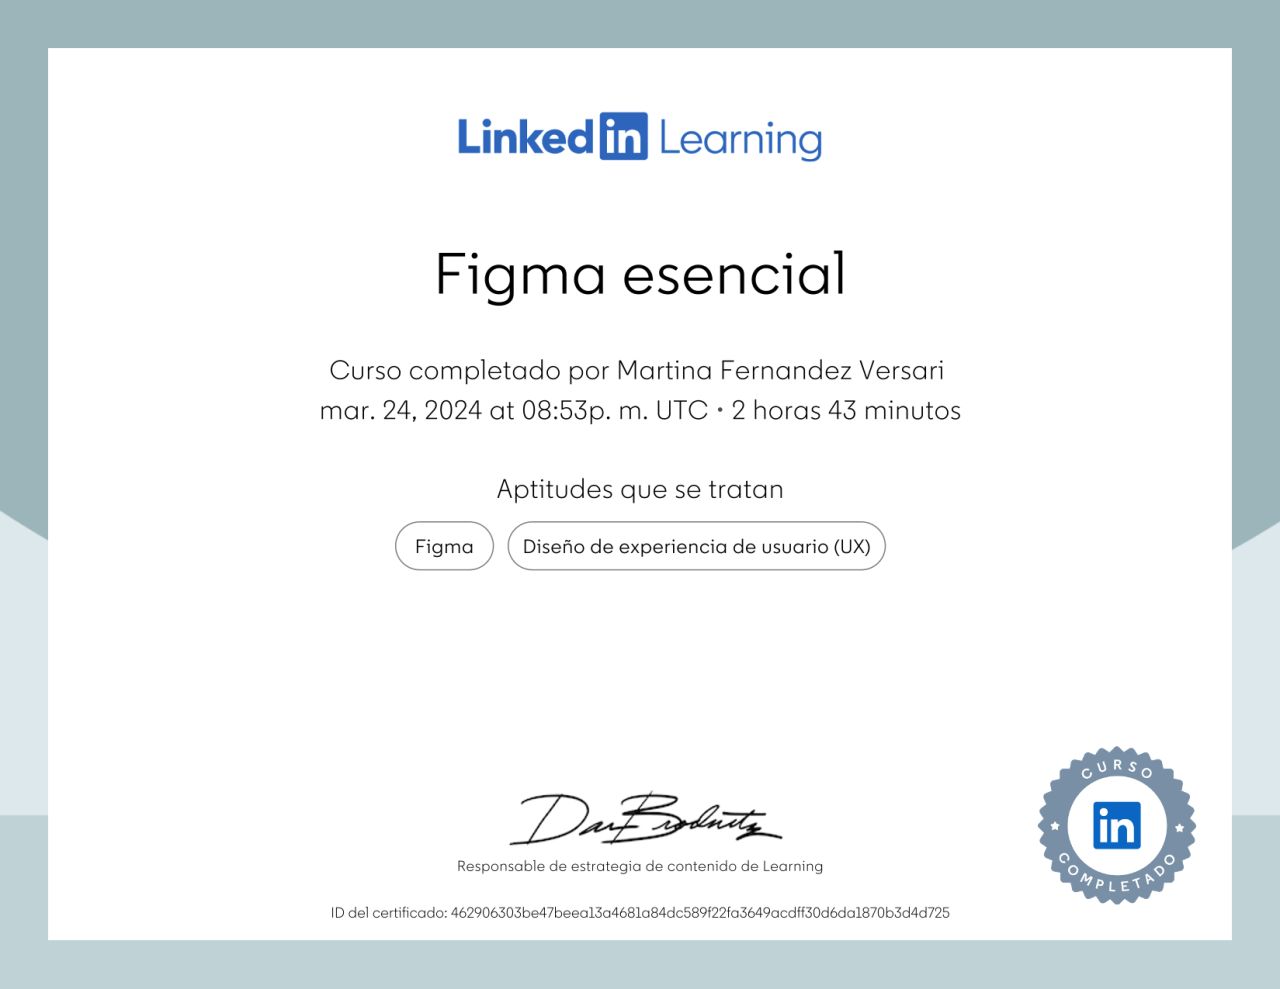 Linked in Learning
Figma esencial
Curso completado por Martina Fernandez Versari
mar. 24, 2024 at 08:53p. m. UTC • 2 horas 43 minutos
Aptitudes que se tratan
Figma
Diseño de experiencia de usuario (UX)
Dan Brodnitz
Responsable de estrategia de contenido de Learning
ID del certificado: 462906303be47beea13a4681a84dc589f22fa3649acdff30d6da1870b3d4d725
CURSO
in
COMPLETADO